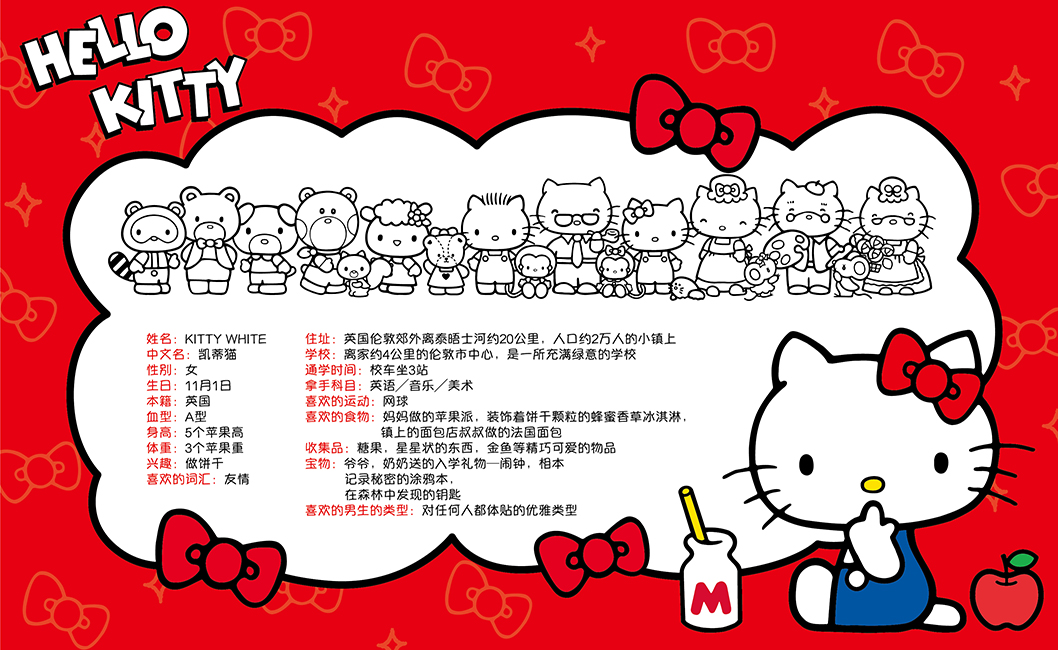 HELLO
KITTY
姓名：KITTY WHITE
中文名：凯蒂猫
性别：女
生日：11月1日
本籍：英国
血型：A型
身高：5个苹果高
体重：3个苹果重
兴趣：做饼干
喜欢的词汇：友情
住址：英国伦敦郊外离泰晤士河约20公里，人口约2万人的小镇上
学校：离家约4公里的伦敦市中心，是一所充满绿意的学校
通学时间：校车坐3站
拿手科目：英语／音乐／美术
喜欢的运动：网球
喜欢的食物：妈妈做的苹果派，装饰着饼干颗粒的蜂蜜香草冰淇淋，
镇上的面包店叔叔做的法国面包
收集品：糖果，星星状的东西，金鱼等精巧可爱的物品
宝物：爷爷，奶奶送的入学礼物—闹钟，相本
记录秘密的涂鸦本，
在森林中发现的钥匙
喜欢的男生的类型：对任何人都体贴的优雅类型
M